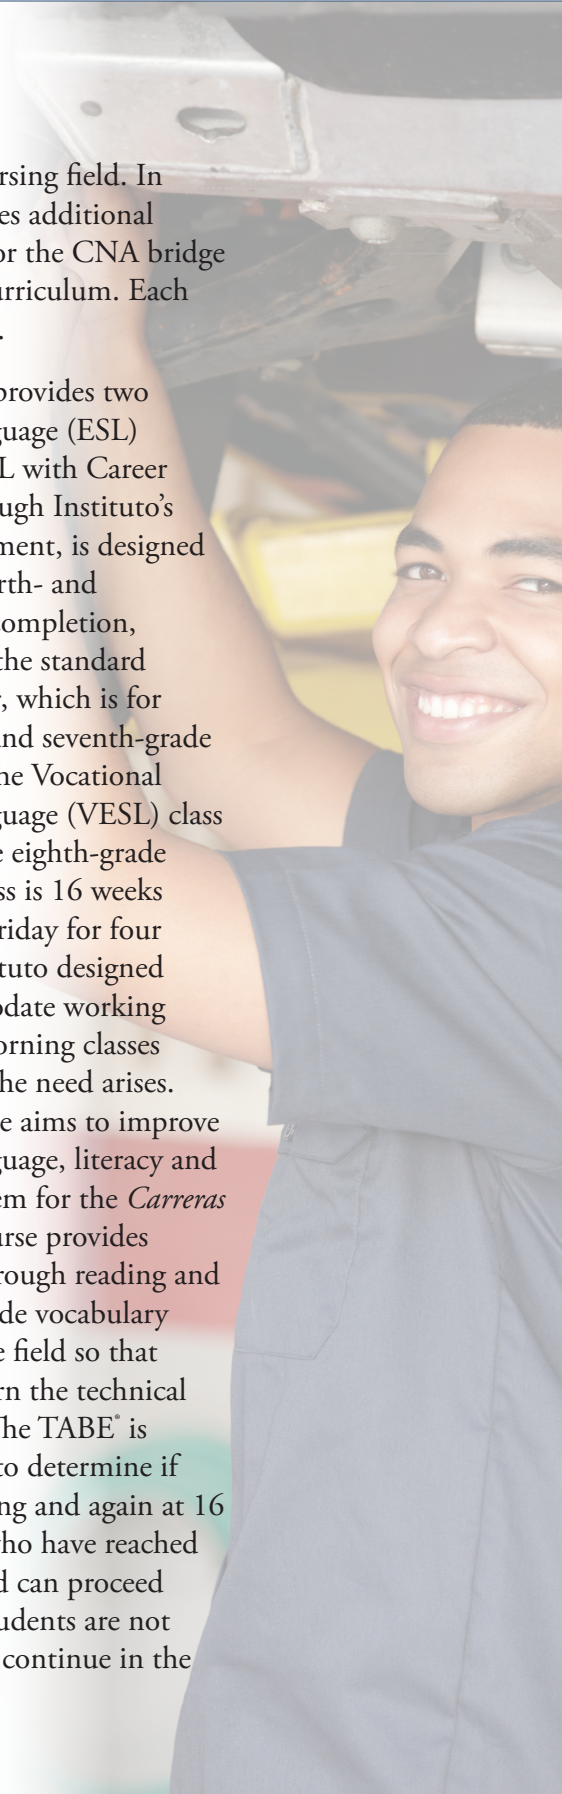 rsing field. In
es additional
or the CNA bridge
urriculum. Each
.
provides two
guage (ESL)
L with Career
ugh Instituto’s
ment, is designed
rth- and
completion,
the standard
, which is for
and seventh-grade
he Vocational
guage (VESL) class
e eighth-grade
ss is 16 weeks
riday for four
tuto designed
odate working
orning classes
he need arises.
e aims to improve
guage, literacy and
em for the Carreras
urse provides
rough reading and
de vocabulary
e field so that
rn the technical
The TABE® is
to determine if
ng and again at 16
who have reached
d can proceed
udents are not
continue in the